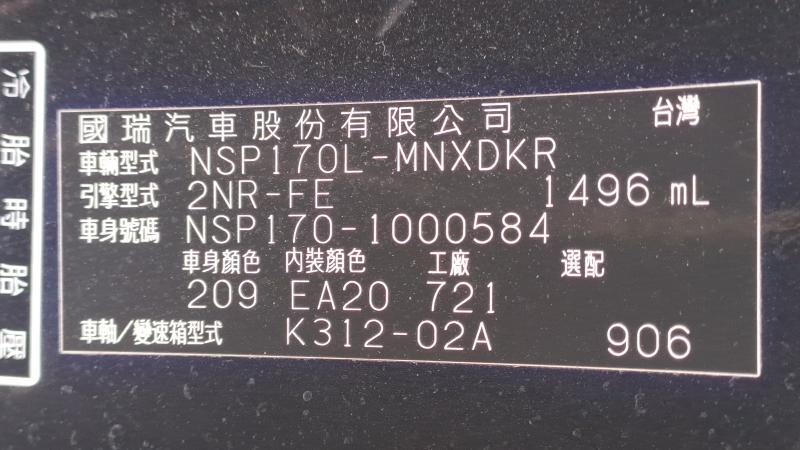 國瑞汽車股份有限公司 台灣
車輛型式 NSP170L-MNXDKR
引擎型式 2NR-FE 1496 mL
車身號碼 NSP170-1000584
車身顏色 內裝顏色 工廠 選配
209 EA20 721
車軸/變速箱型式 K312-02A 906
冷胎時胎壓